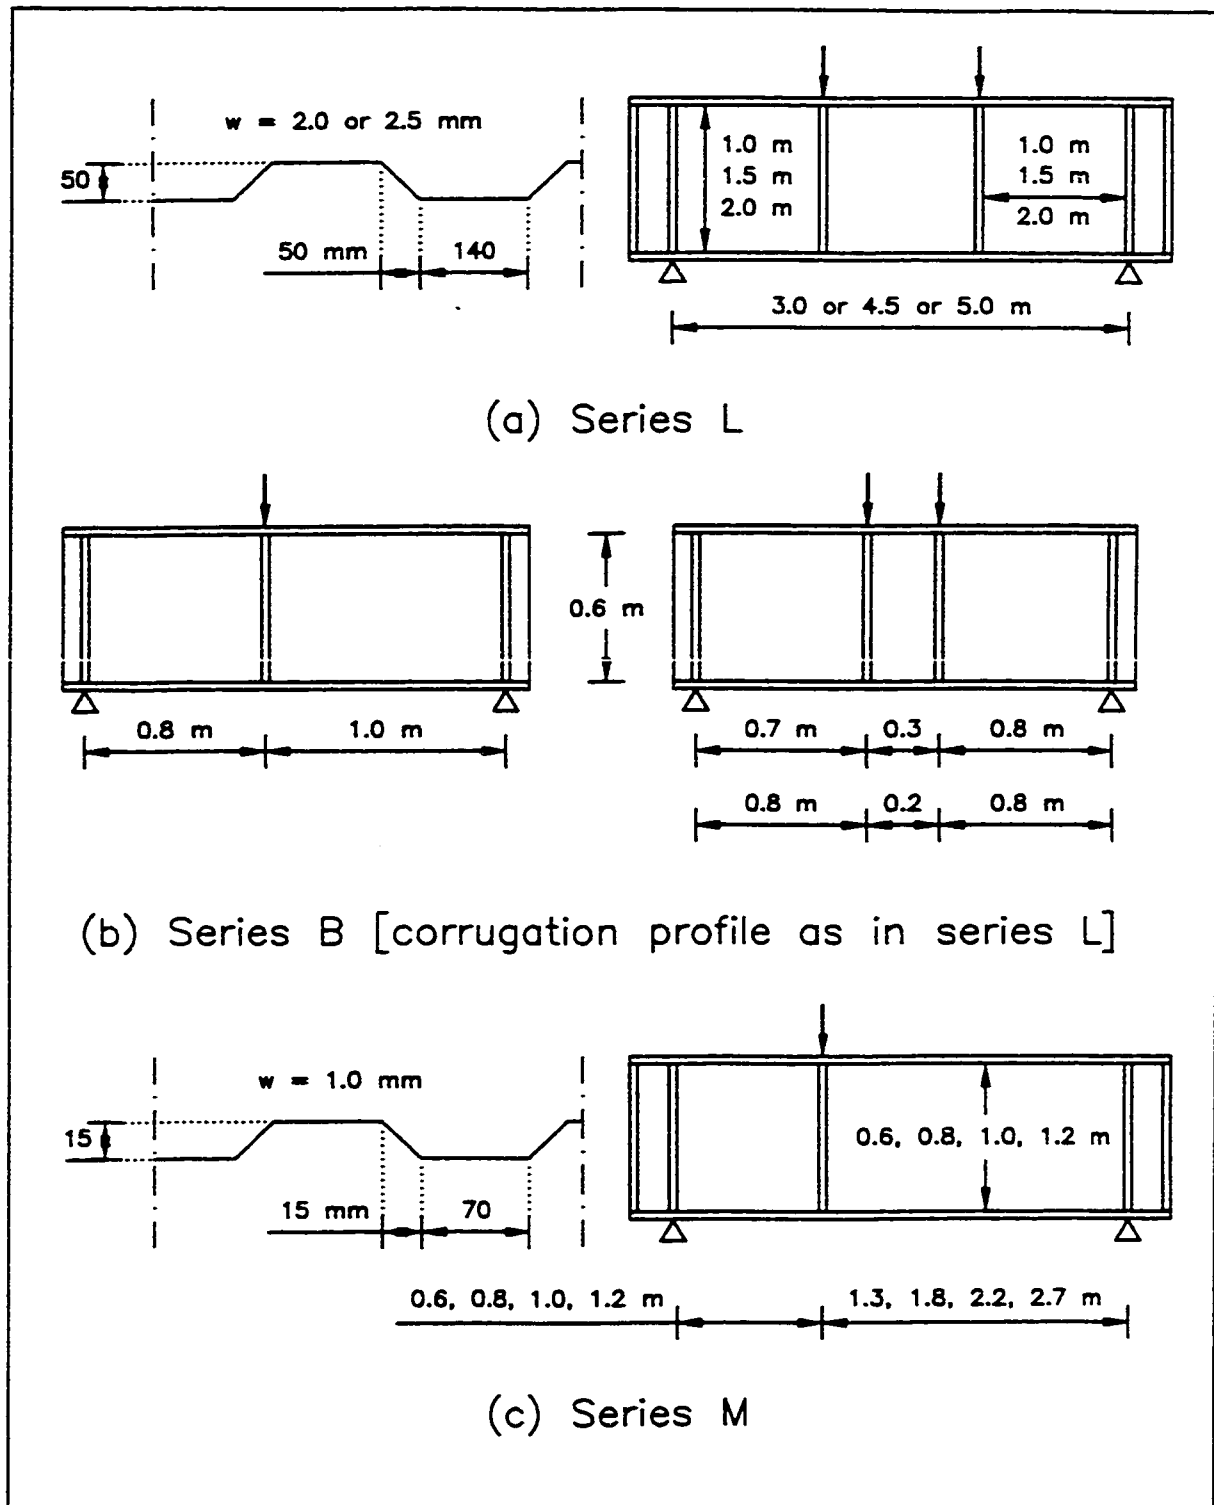 w = 2.0 or 2.5 mm
50
50 mm
140
1.0 m
1.5 m
2.0 m
1.0 m
1.5 m
2.0 m
3.0 or 4.5 or 5.0 m
(a) Series L
0.6 m
0.8 m
1.0 m
0.7 m
0.3
0.8 m
0.8 m
0.2
0.8 m
(b) Series B [corrugation profile as in series L]
w = 1.0 mm
15
15 mm
70
0.6, 0.8, 1.0, 1.2 m
0.6, 0.8, 1.0, 1.2 m
1.3, 1.8, 2.2, 2.7 m
(c) Series M